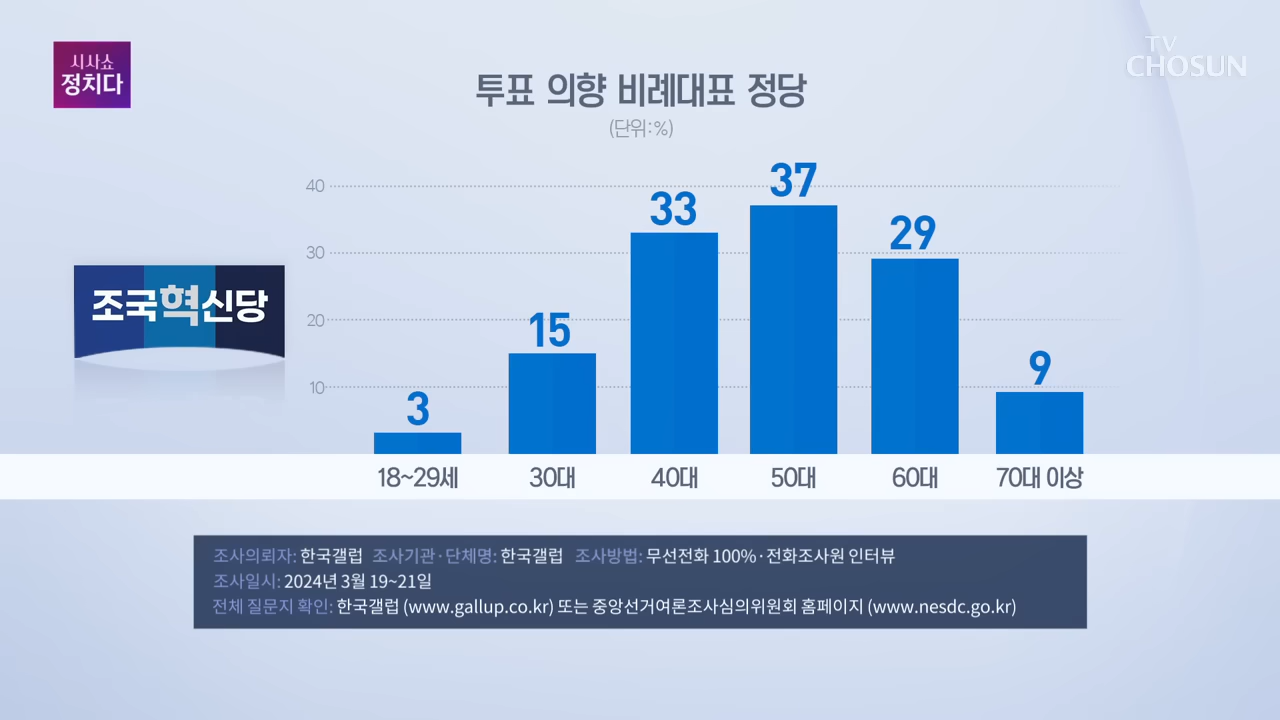 시사쇼
정치다
TV
CHOSUN
투표 의향 비례대표 정당
(단위:%)
40
30
20
10
조국혁신당
3
15
33
37
29
9
18~29세
30대
40대
50대
60대
70대 이상
조사의뢰자: 한국갤럽 조사기관·단체명: 한국갤럽 조사방법: 무선전화 100%·전화조사원 인터뷰
조사일시: 2024년 3월 19~21일
전체 질문지 확인: 한국갤럽 (www.gallup.co.kr) 또는 중앙선거여론조사심의위원회 홈페이지 (www.nesdc.go.kr)